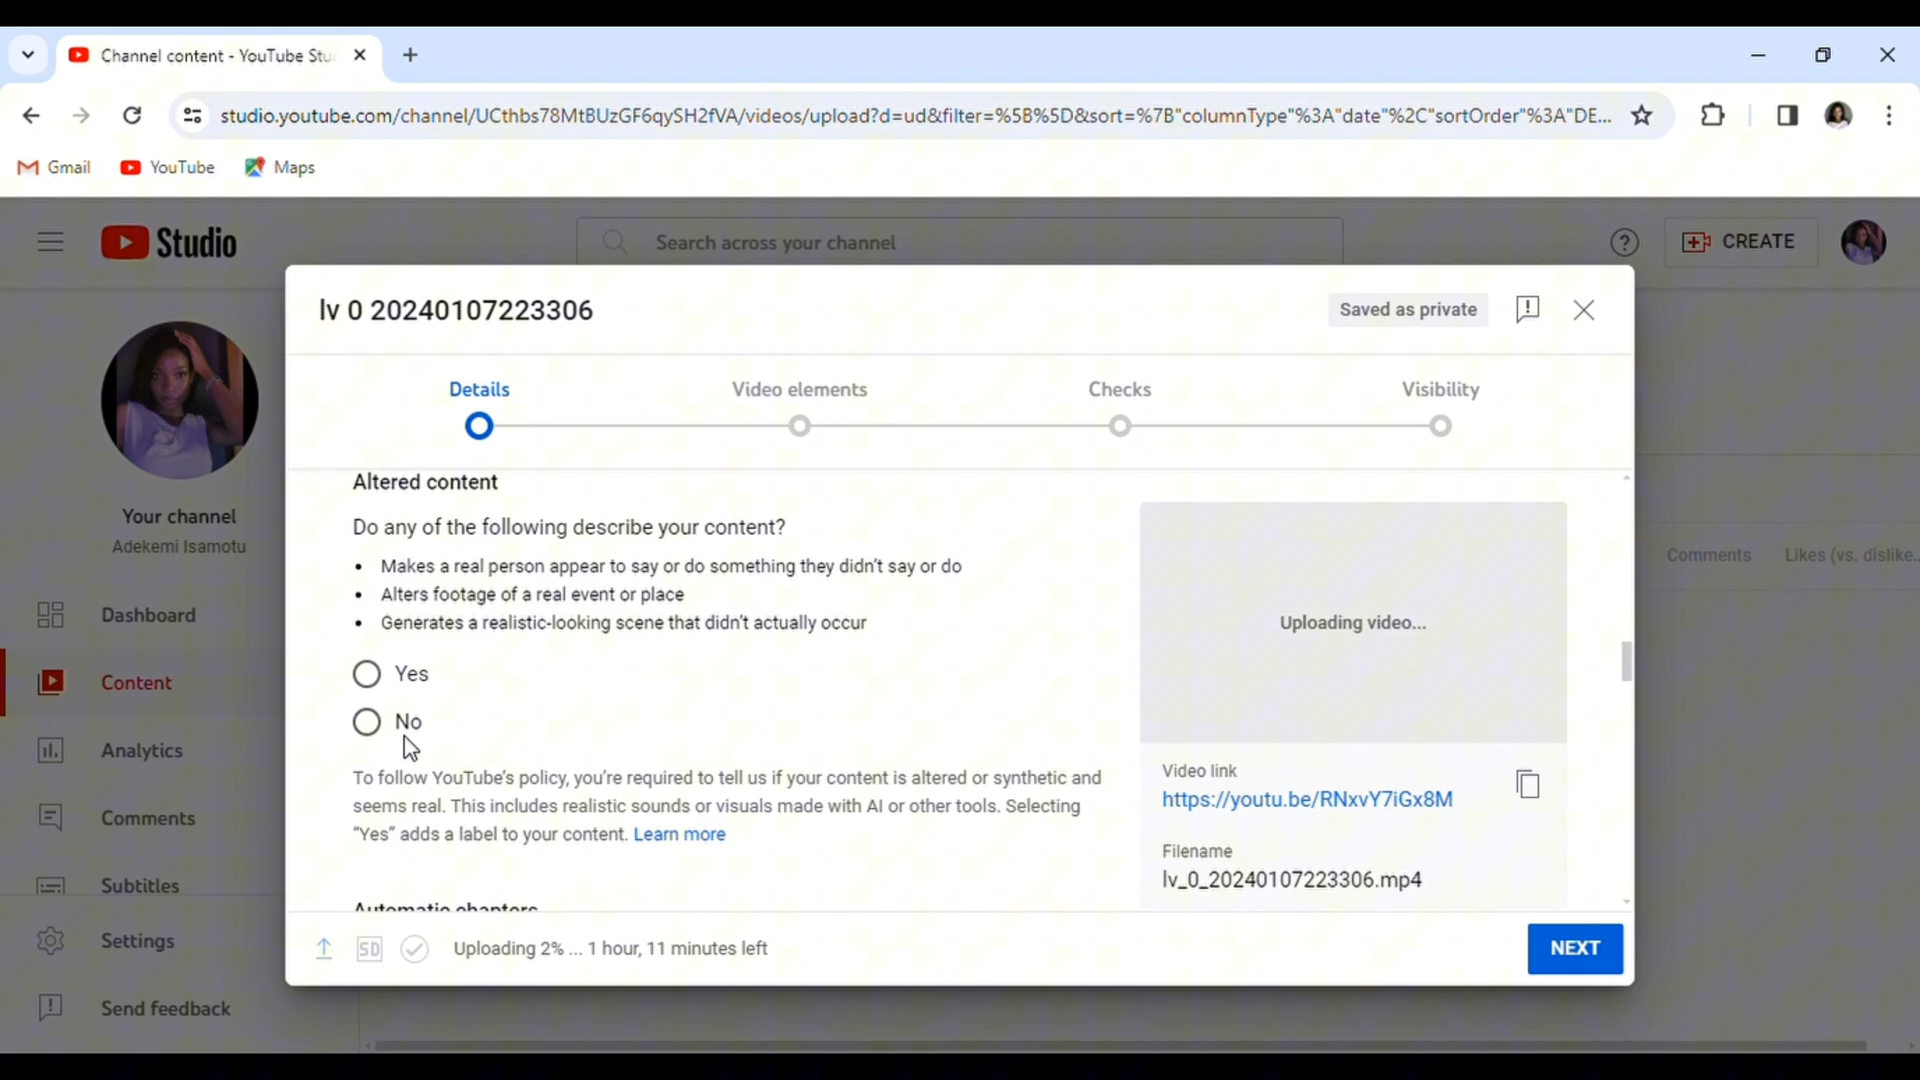 Channel content - YouTube Stu
studio.youtube.com/channel/UCthbs78MtBUzGF6qySH2fVA/videos/upload?d=ud&filter=%5B%5D&sort=%7B"columnType"%3A"date"%2C"sortOrder"%3A"DE...
Gmail
YouTube
Maps
Studio
Search across your channel
CREATE
lv 0 20240107223306
Saved as private
Details
Video elements
Checks
Visibility
Altered content
Do any of the following describe your content?
• Makes a real person appear to say or do something they didn't say or do
• Alters footage of a real event or place
• Generates a realistic-looking scene that didn't actually occur
Yes
No
To follow YouTube's policy, you're required to tell us if your content is altered or synthetic and
seems real. This includes realistic sounds or visuals made with AI or other tools. Selecting
"Yes" adds a label to your content. Learn more
Automatic chapters
Uploading video...
Video link
https://youtu.be/RNxvY7iGx8M
Filename
lv_0_20240107223306.mp4
SD
Uploading 2% ... 1 hour, 11 minutes left
NEXT
Your channel
Adekemi Isamotu
Dashboard
Content
Analytics
Comments
Subtitles
Settings
Send feedback
Comments
Likes (vs. dislike...